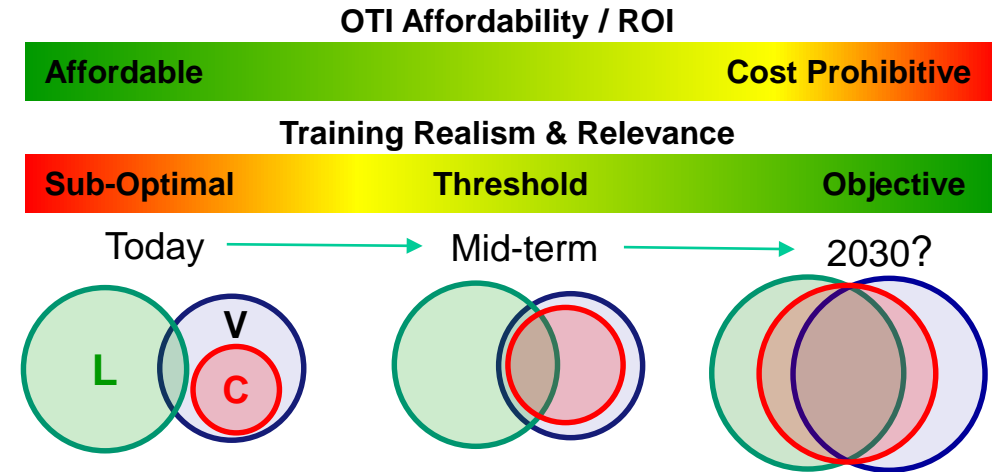 OTI Affordability / ROI
Affordable Cost Prohibitive
Training Realism & Relevance
Sub-Optimal Threshold Objective
Today Mid-term 2030?
V
L
C